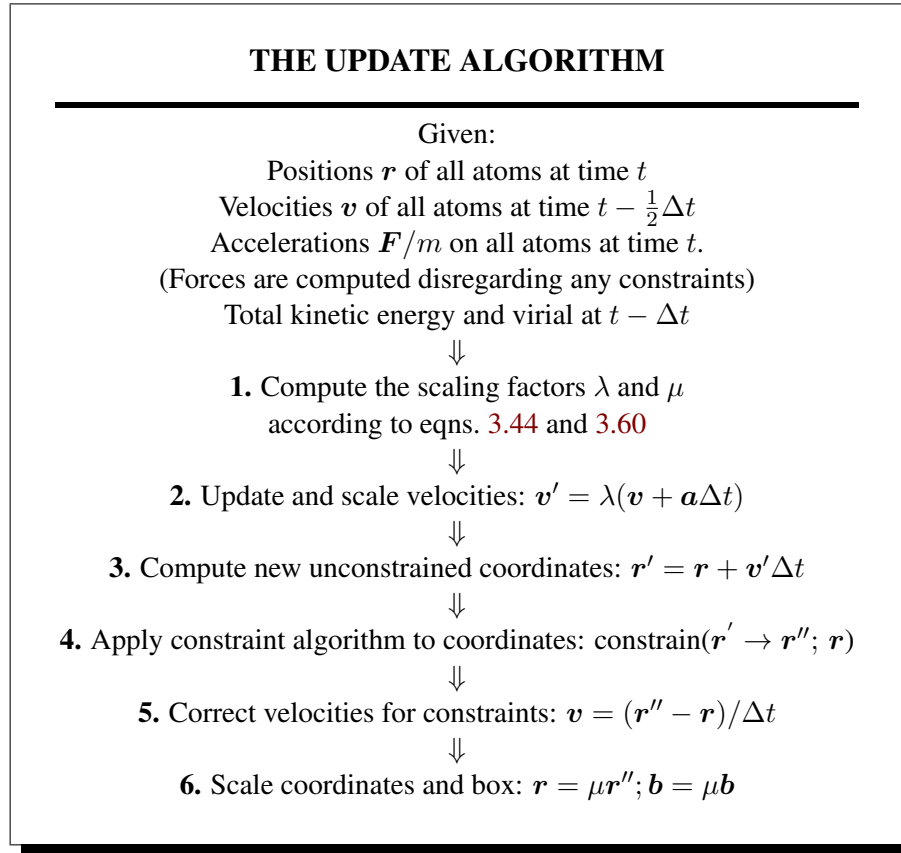 THE UPDATE ALGORITHM
Given:
Positions r of all atoms at time t
Velocities v of all atoms at time t − 1/2 Δt
Accelerations F/m on all atoms at time t.
(Forces are computed disregarding any constraints)
Total kinetic energy and virial at t − Δt
⇓
1. Compute the scaling factors λ and μ
according to eqns. 3.44 and 3.60
⇓
2. Update and scale velocities: v′ = λ(v + aΔt)
⇓
3. Compute new unconstrained coordinates: r′ = r + v′Δt
⇓
4. Apply constraint algorithm to coordinates: constrain(r′ → r″; r)
⇓
5. Correct velocities for constraints: v = (r″ − r)/Δt
⇓
6. Scale coordinates and box: r = μr″; b = μb